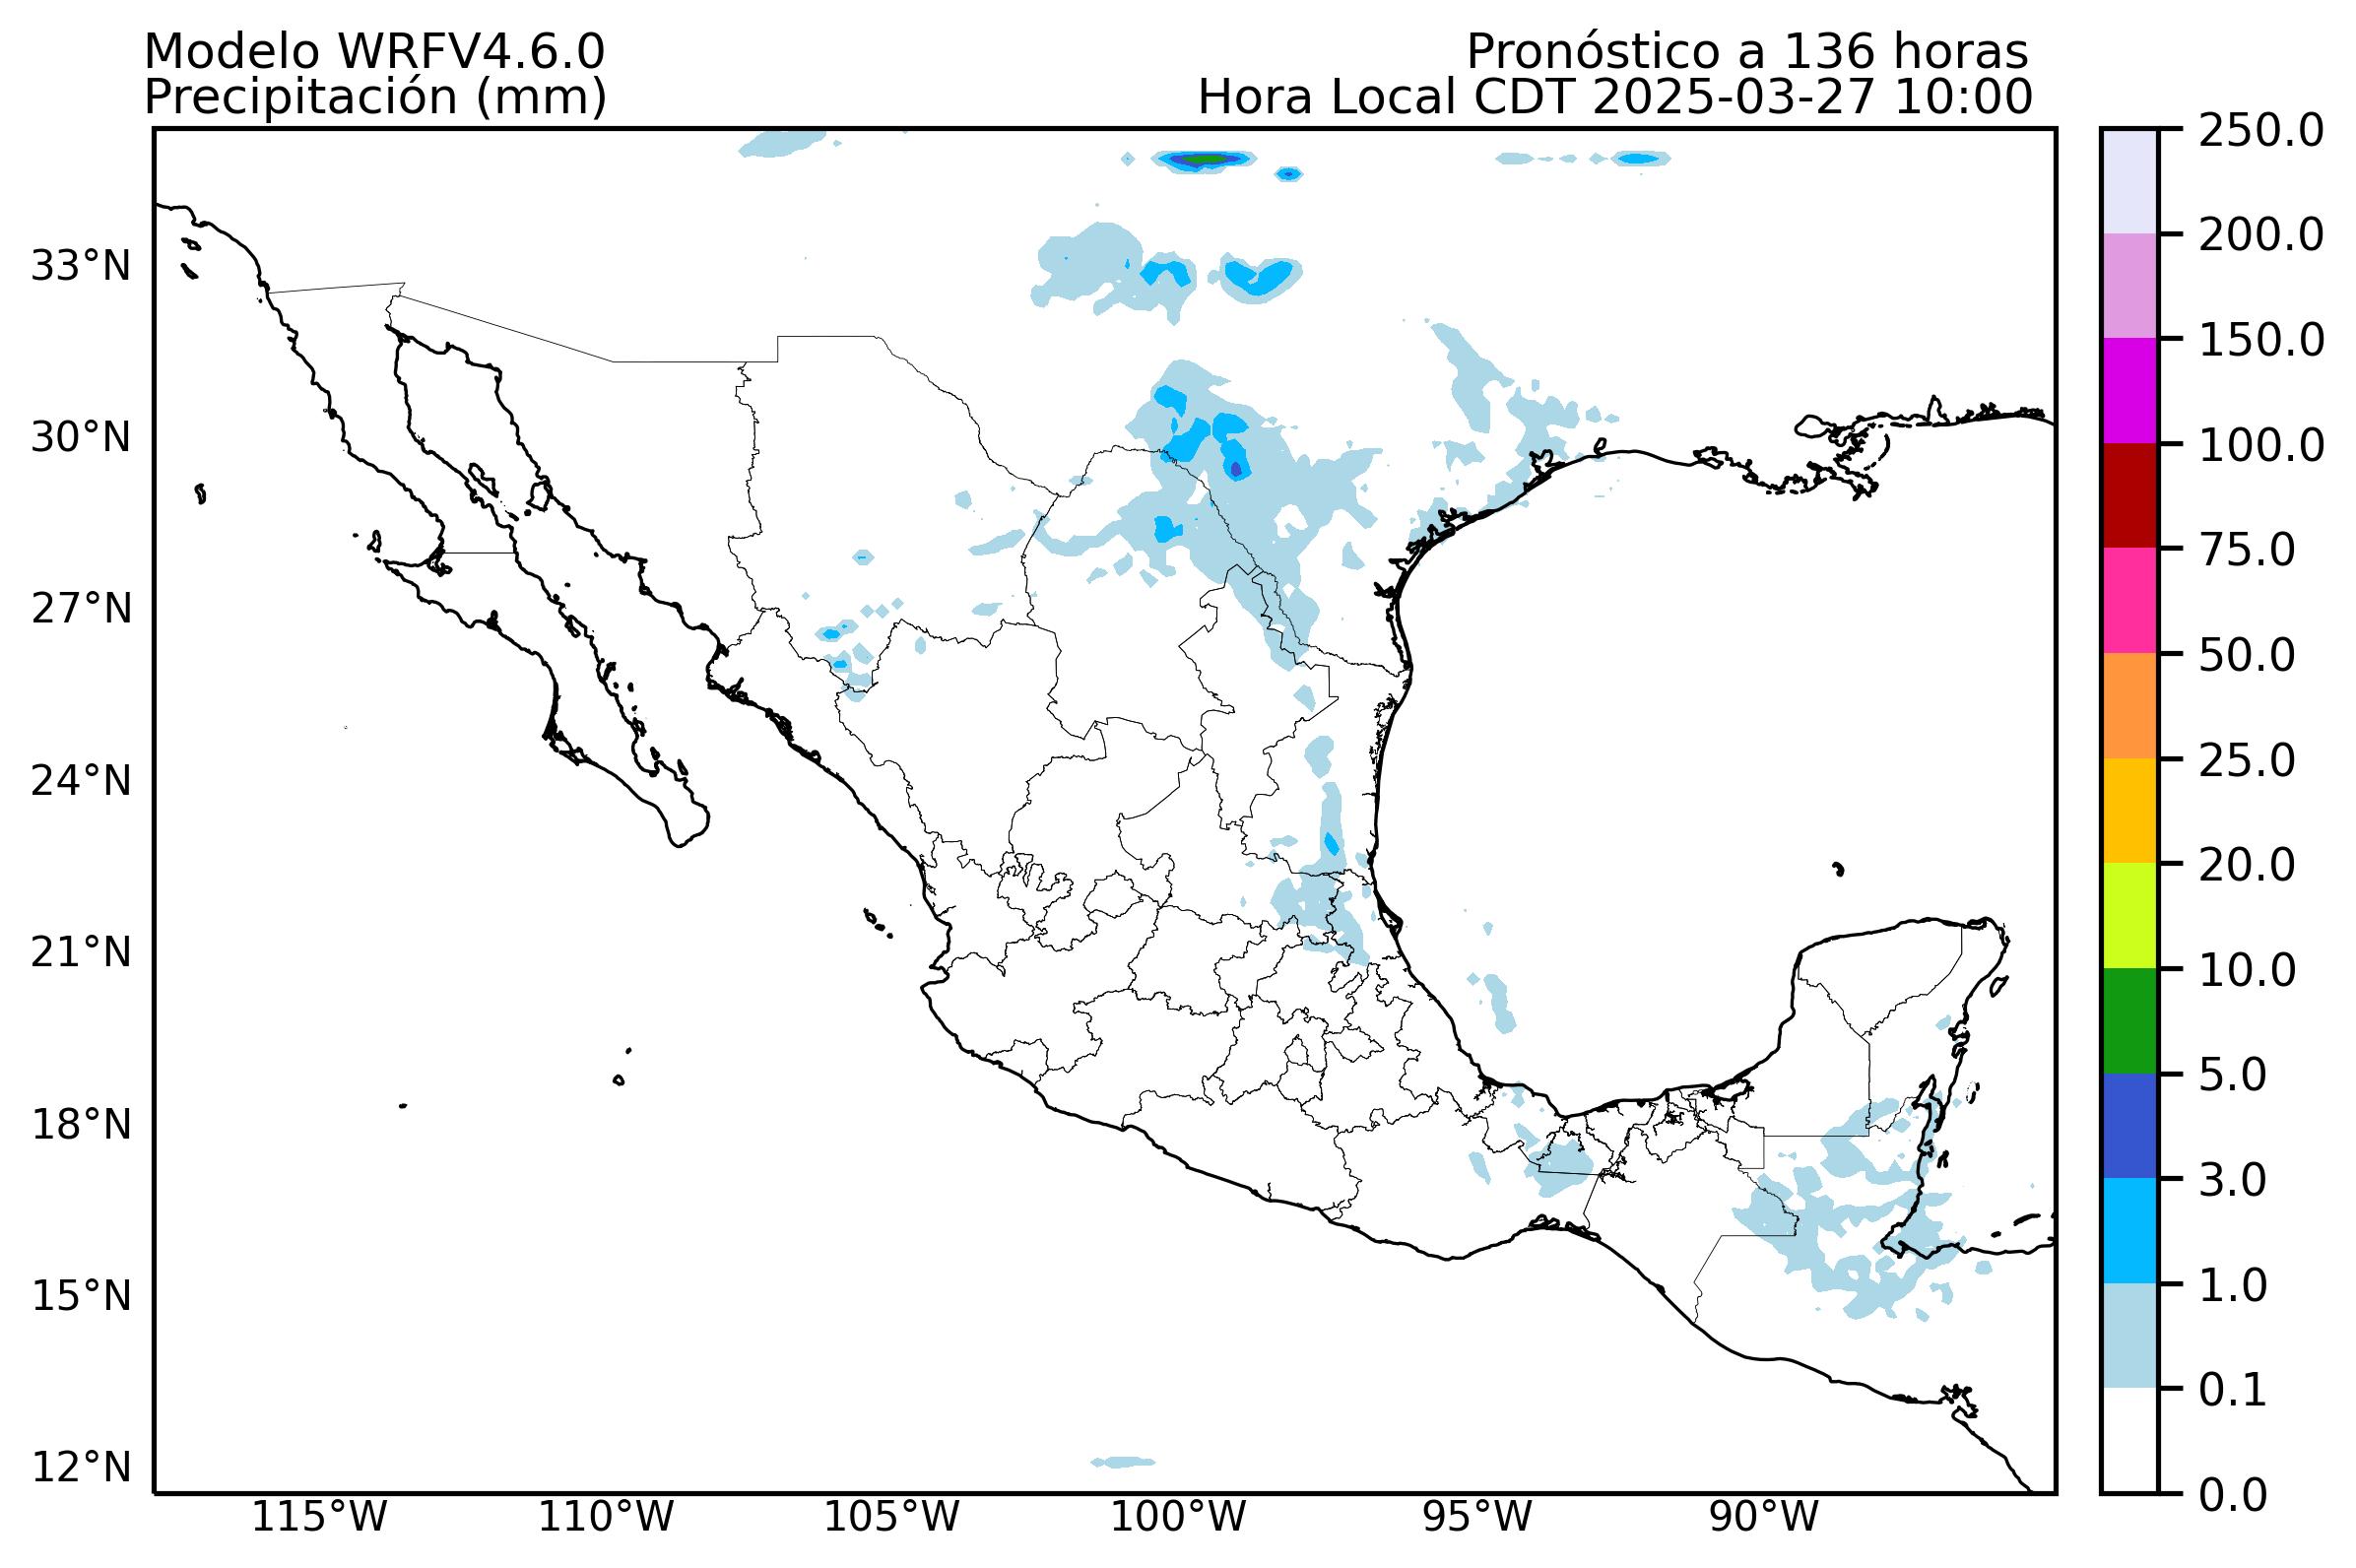 Modelo WRFV4.6.0
Precipitación (mm)
Pronóstico a 136 horas
Hora Local CDT 2025-03-27 10:00
33°N
30°N
27°N
24°N
21°N
18°N
15°N
12°N
115°W
110°W
105°W
100°W
95°W
90°W
250.0
200.0
150.0
100.0
75.0
50.0
25.0
20.0
10.0
5.0
3.0
1.0
0.1
0.0